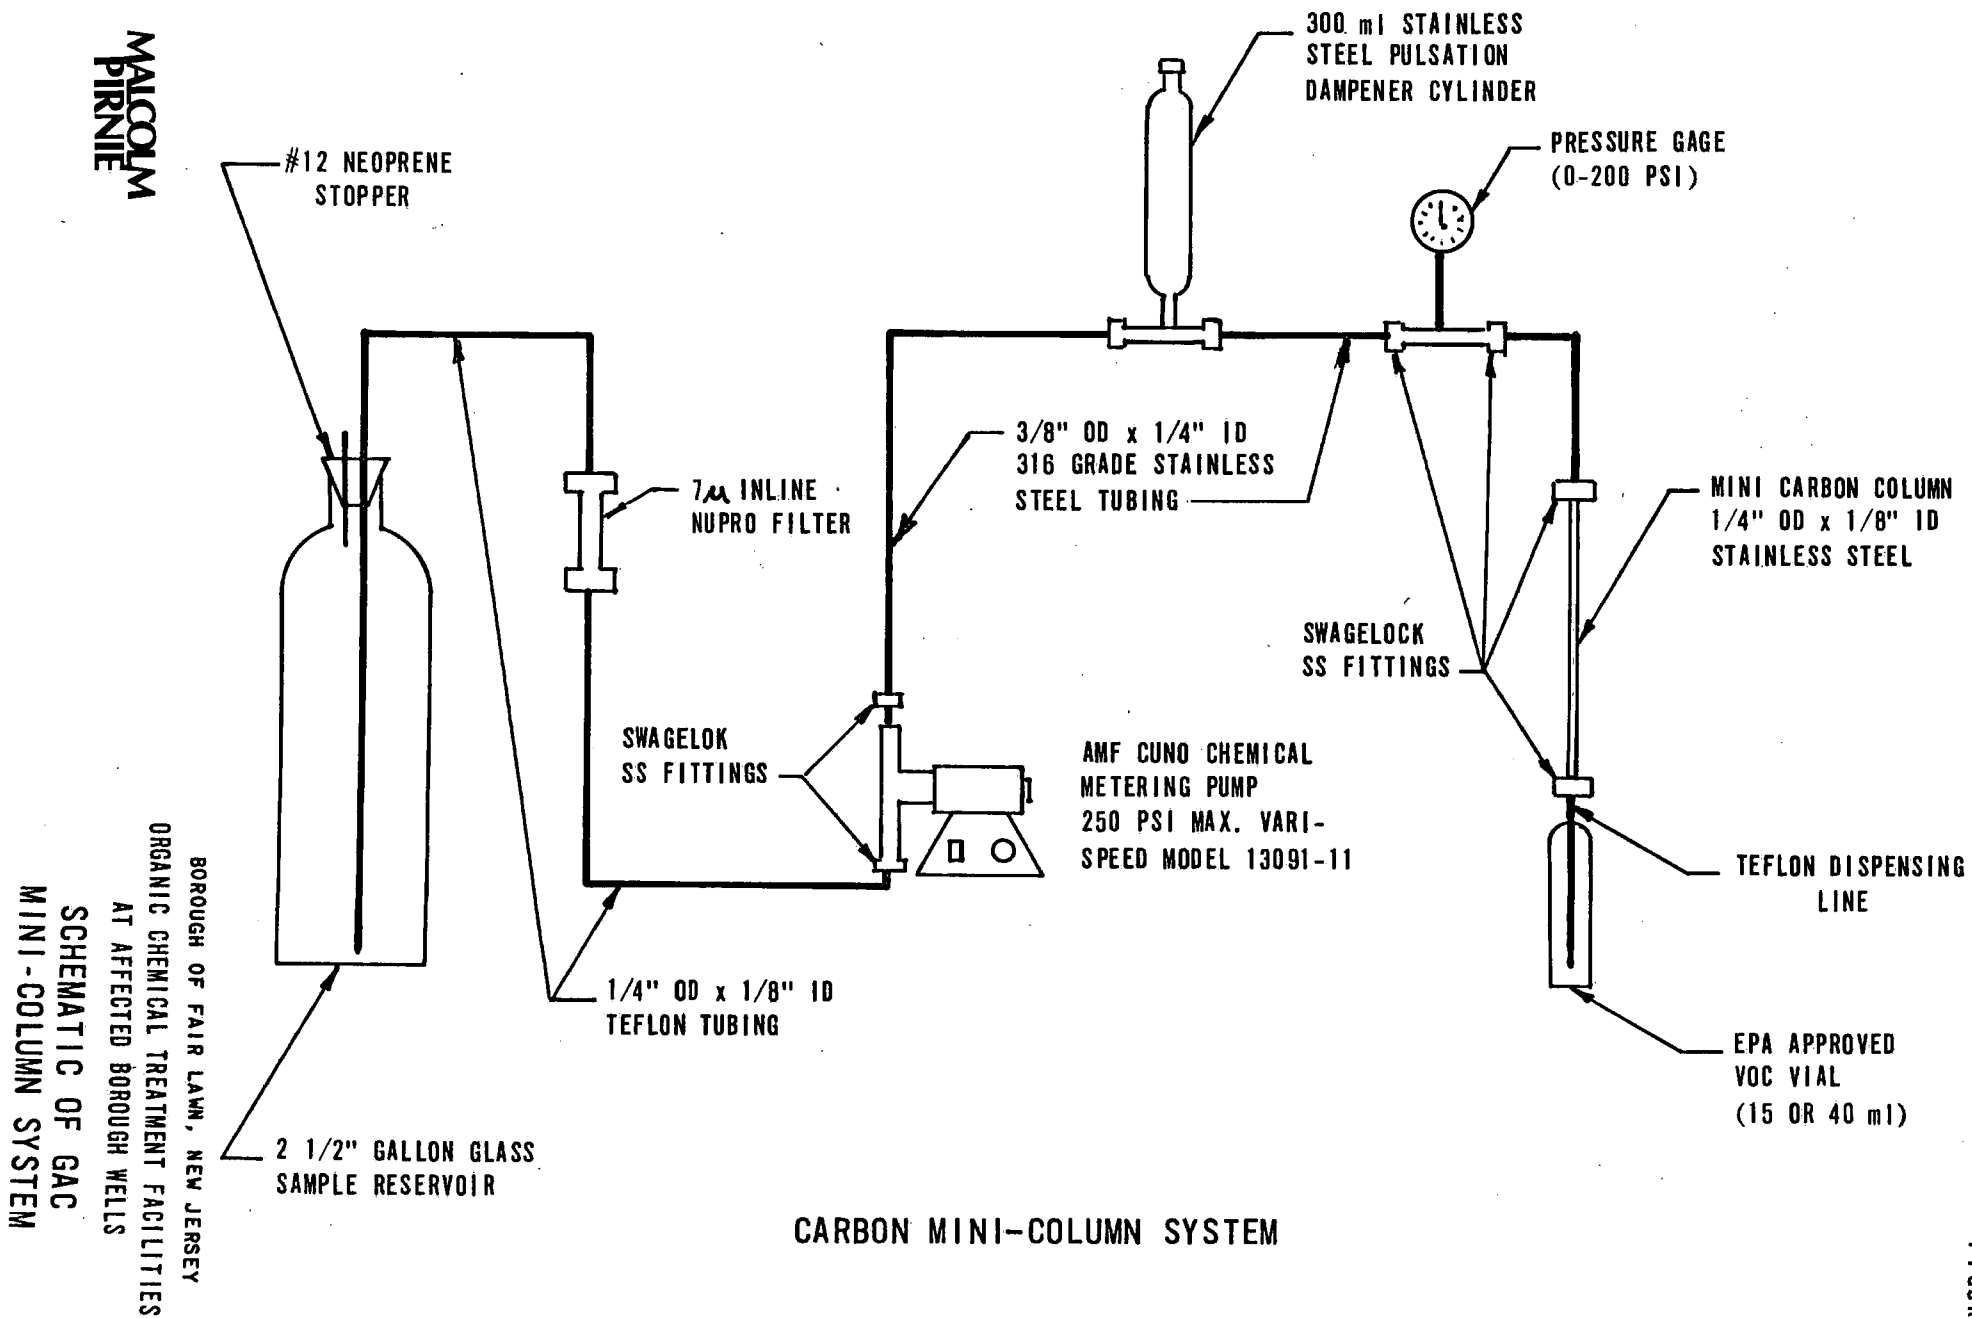 MALCOLM
PIRNIE
#12 NEOPRENE
STOPPER
300 ml STAINLESS
STEEL PULSATION
DAMPENER CYLINDER
PRESSURE GAGE
(0-200 PSI)
3/8" OD x 1/4" ID
316 GRADE STAINLESS
STEEL TUBING
7µ INLINE
NUPRO FILTER
MINI CARBON COLUMN
1/4" OD x 1/8" ID
STAINLESS STEEL
SWAGELOCK
SS FITTINGS
SWAGELOK
SS FITTINGS
AMF CUNO CHEMICAL
METERING PUMP
250 PSI MAX. VARI-
SPEED MODEL 13091-11
TEFLON DISPENSING
LINE
1/4" OD x 1/8" ID
TEFLON TUBING
EPA APPROVED
VOC VIAL
(15 OR 40 ml)
2 1/2" GALLON GLASS
SAMPLE RESERVOIR
CARBON MINI-COLUMN SYSTEM
BOROUGH OF FAIR LAWN, NEW JERSEY
ORGANIC CHEMICAL TREATMENT FACILITIES
AT AFFECTED BOROUGH WELLS
SCHEMATIC OF GAC
MINI-COLUMN SYSTEM